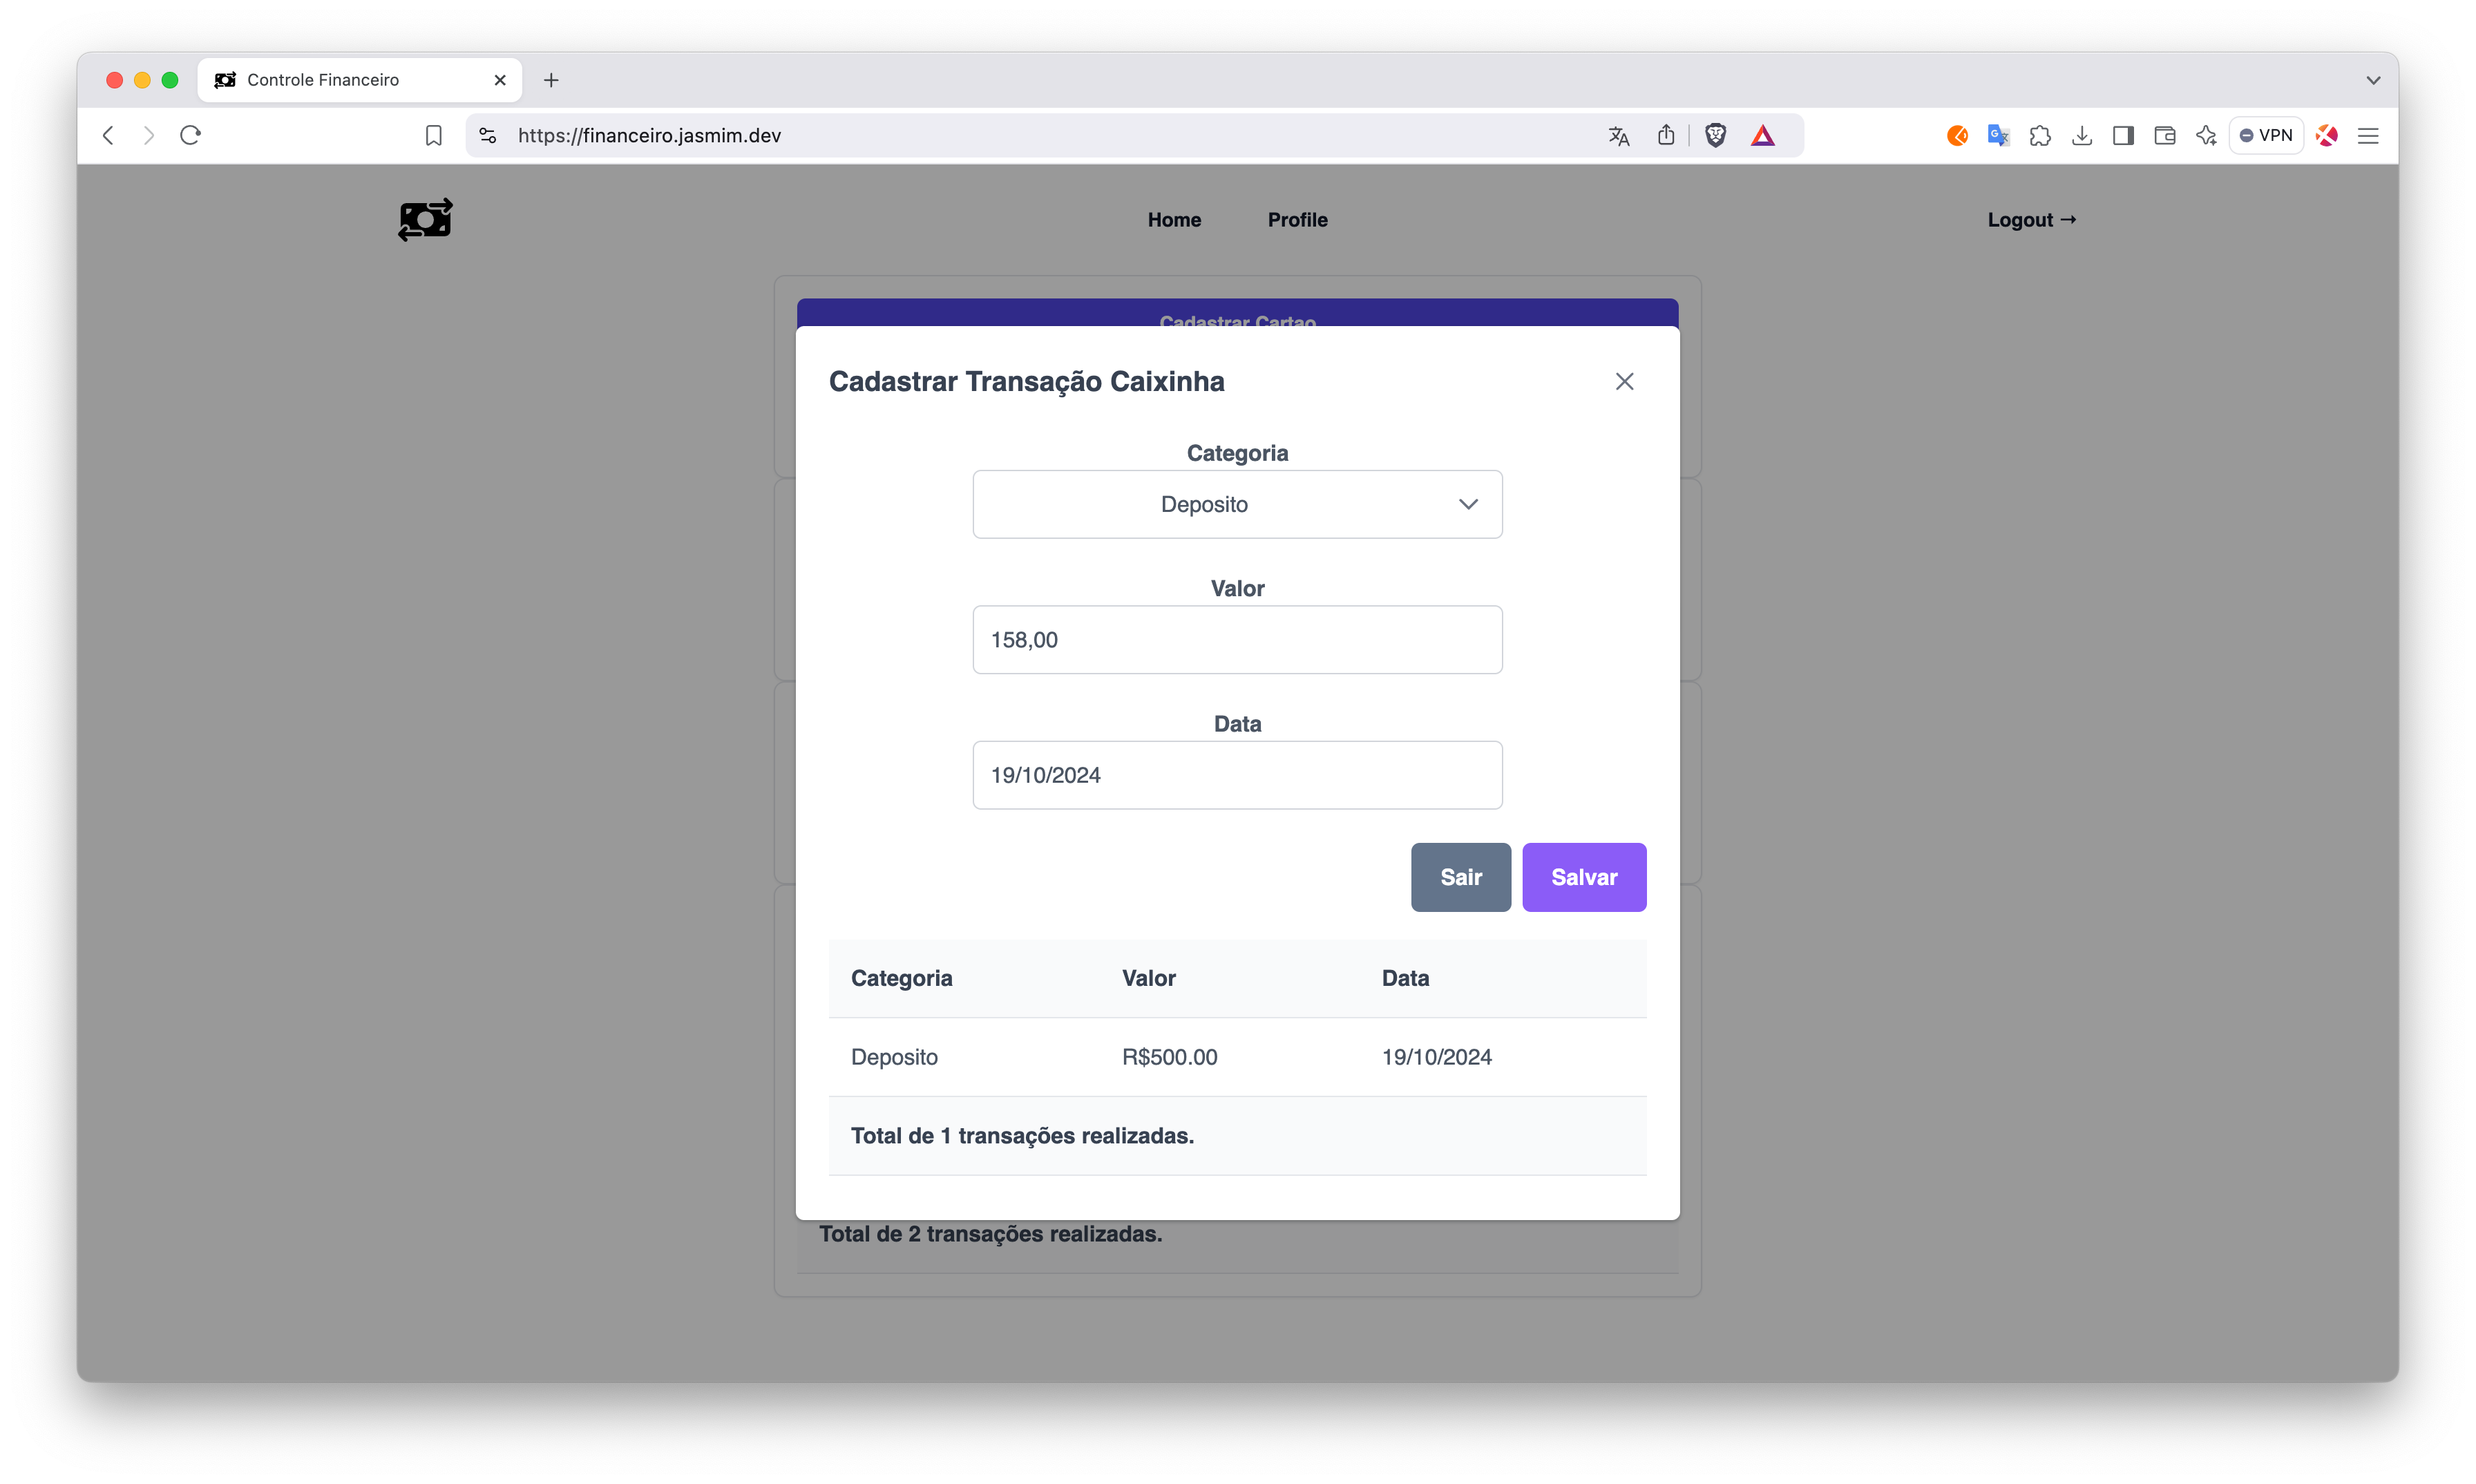 Controle Financeiro
https://financeiro.jasmim.dev
VPN
Home Profile Logout →
Cadastrar Cartao
Cadastrar Transação Caixinha
Categoria
Deposito
Valor
158,00
Data
19/10/2024
Sair Salvar
Categoria Valor Data
Deposito R$500.00 19/10/2024
Total de 1 transações realizadas.
Total de 2 transações realizadas.